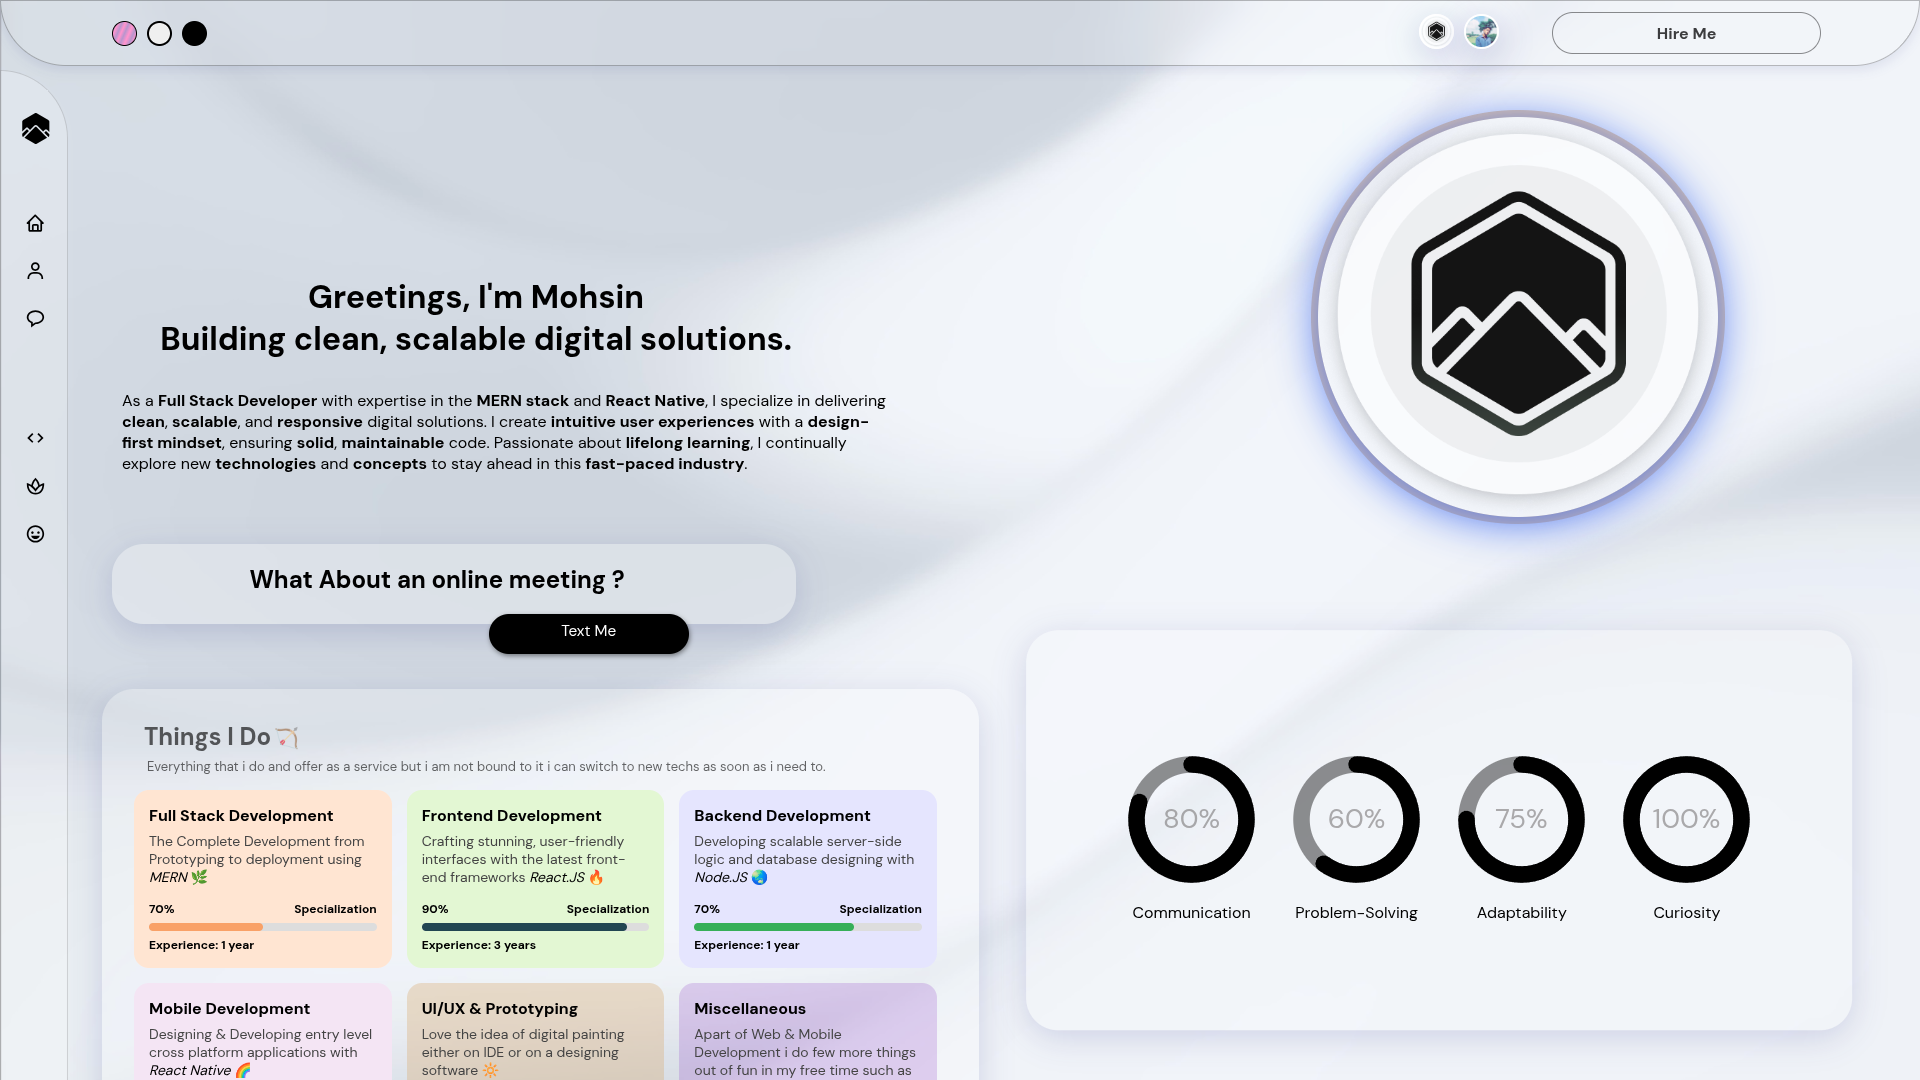 Hire Me
Greetings, I'm Mohsin
Building clean, scalable digital solutions.
As a Full Stack Developer with expertise in the MERN stack and React Native, I specialize in delivering
clean, scalable, and responsive digital solutions. I create intuitive user experiences with a design-
first mindset, ensuring solid, maintainable code. Passionate about lifelong learning, I continually
explore new technologies and concepts to stay ahead in this fast-paced industry.
What About an online meeting ?
Text Me
Things I Do 🏹
Everything that i do and offer as a service but i am not bound to it i can switch to new techs as soon as i need to.
Full Stack Development
The Complete Development from
Prototyping to deployment using
MERN 🌿
70% Specialization
Experience: 1 year
Frontend Development
Crafting stunning, user-friendly
interfaces with the latest front-
end frameworks React.JS 🔥
90% Specialization
Experience: 3 years
Backend Development
Developing scalable server-side
logic and database designing with
Node.JS 🌏
70% Specialization
Experience: 1 year
Mobile Development
Designing & Developing entry level
cross platform applications with
React Native 🌈
UI/UX & Prototyping
Love the idea of digital painting
either on IDE or on a designing
software 🔆
Miscellaneous
Apart of Web & Mobile
Development i do few more things
out of fun in my free time such as
80%
Communication
60%
Problem-Solving
75%
Adaptability
100%
Curiosity